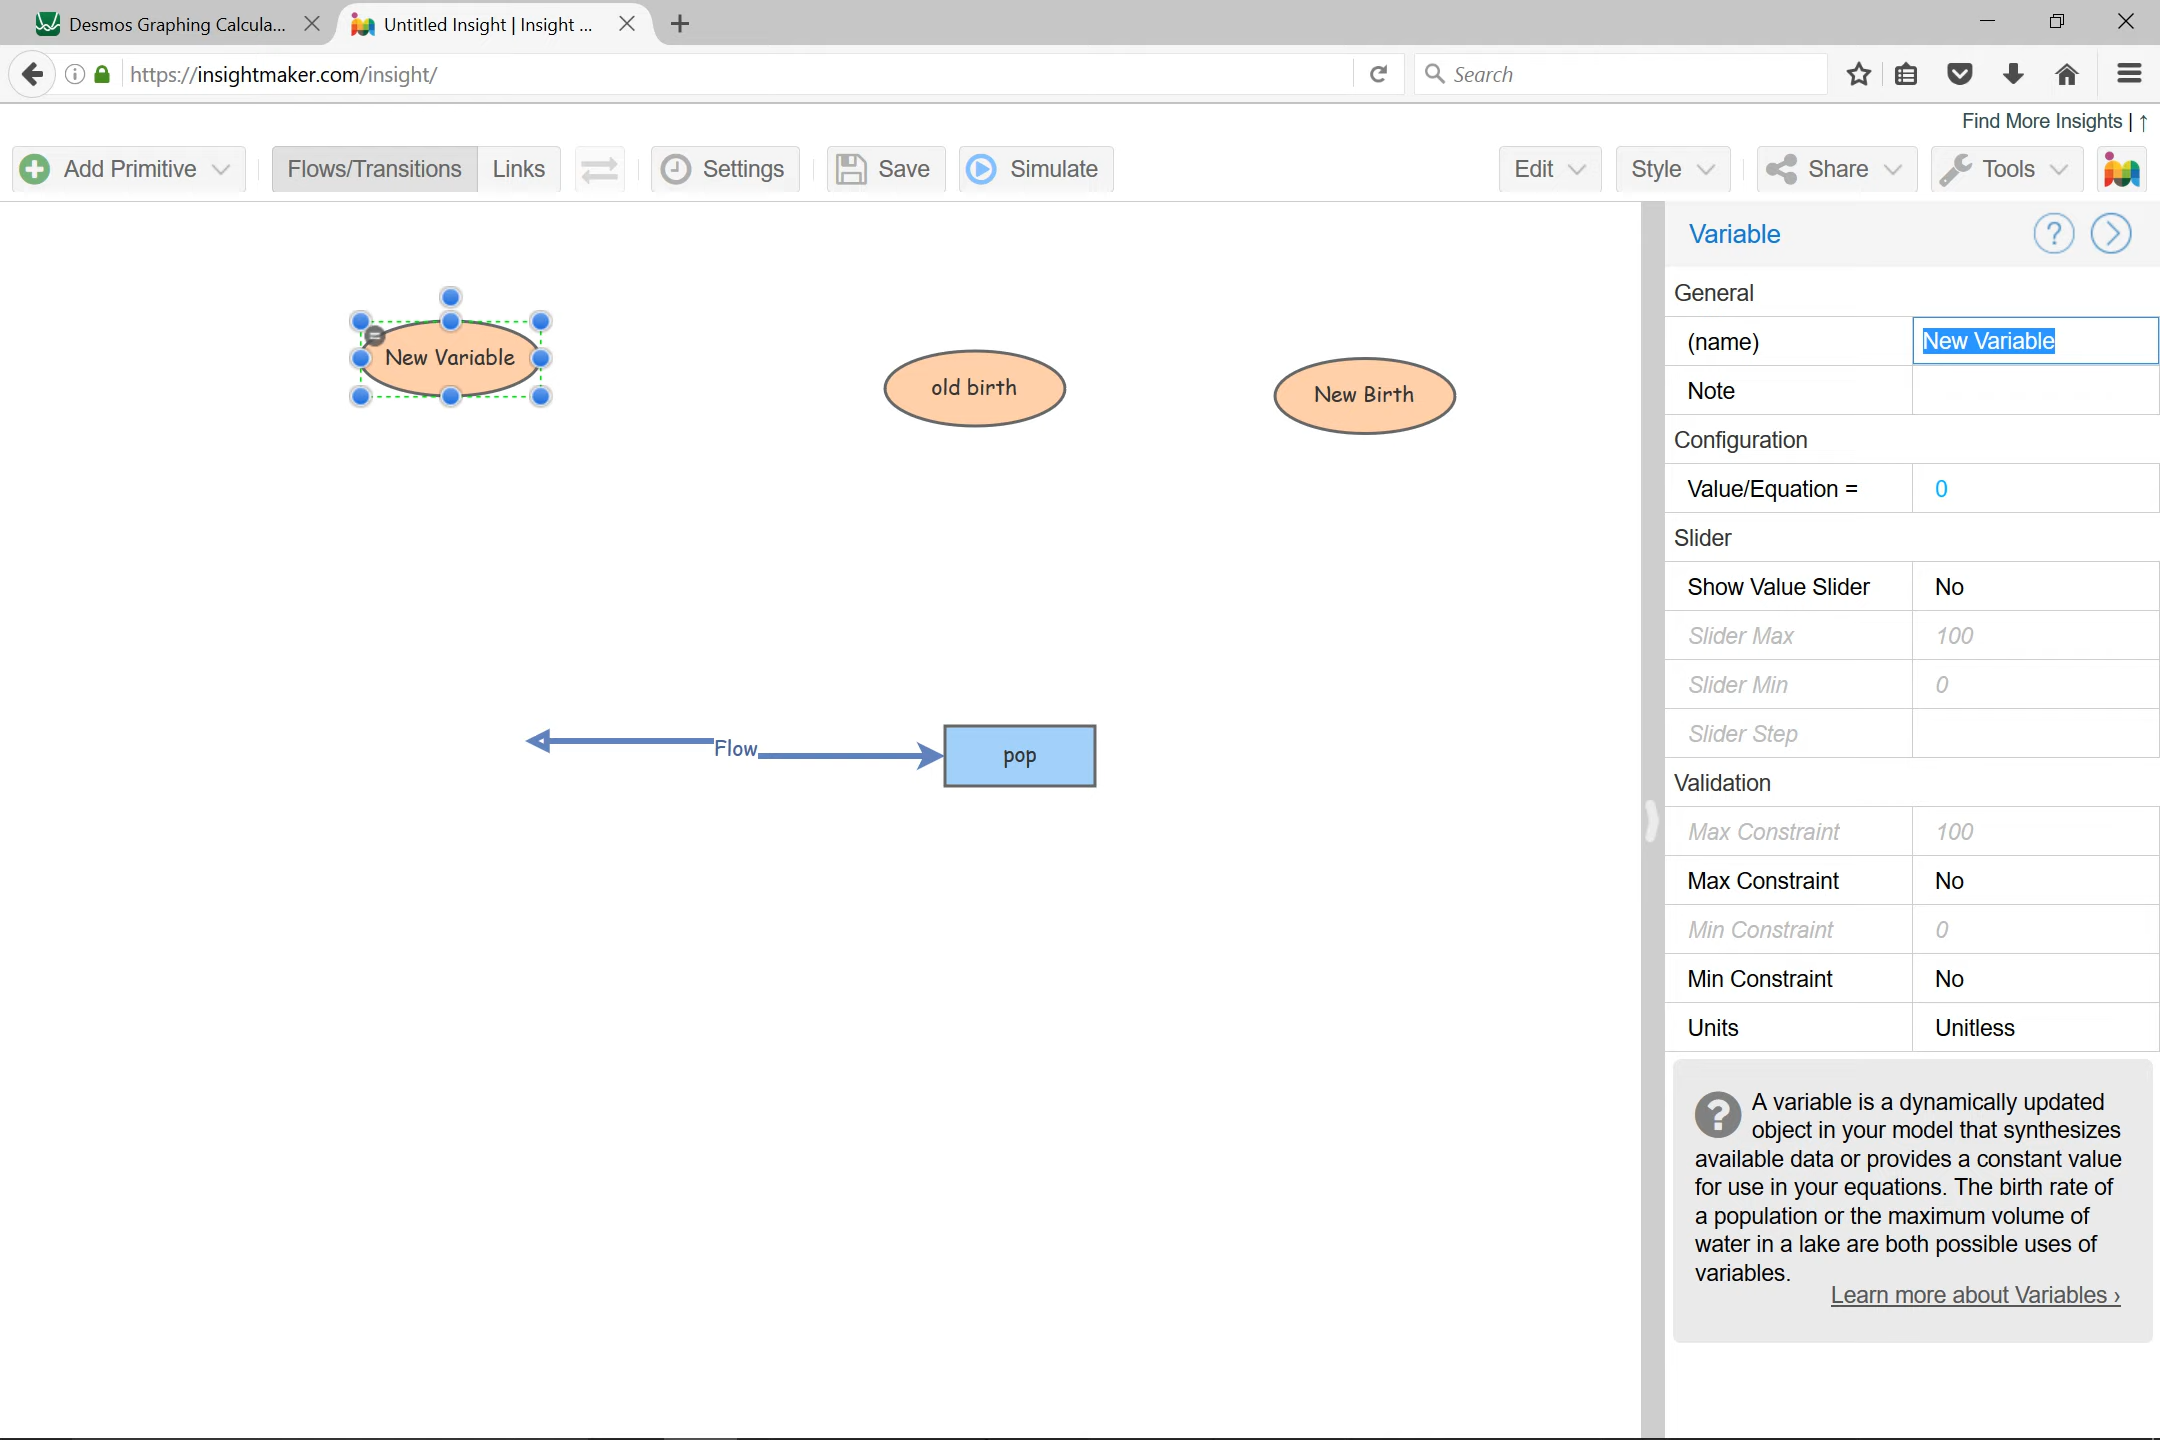 Desmos Graphing Calcula...
Untitled Insight | Insight ...
https://insightmaker.com/insight/
Search
Find More Insights | ↑
Add Primitive
Flows/Transitions
Links
Settings
Save
Simulate
Edit
Style
Share
Tools
Variable
General
(name) New Variable
Note
Configuration
Value/Equation = 0
Slider
Show Value Slider No
Slider Max 100
Slider Min 0
Slider Step
Validation
Max Constraint 100
Max Constraint No
Min Constraint 0
Min Constraint No
Units Unitless
A variable is a dynamically updated
object in your model that synthesizes
available data or provides a constant value
for use in your equations. The birth rate of
a population or the maximum volume of
water in a lake are both possible uses of
variables.
Learn more about Variables ›
New Variable
old birth
New Birth
Flow
pop